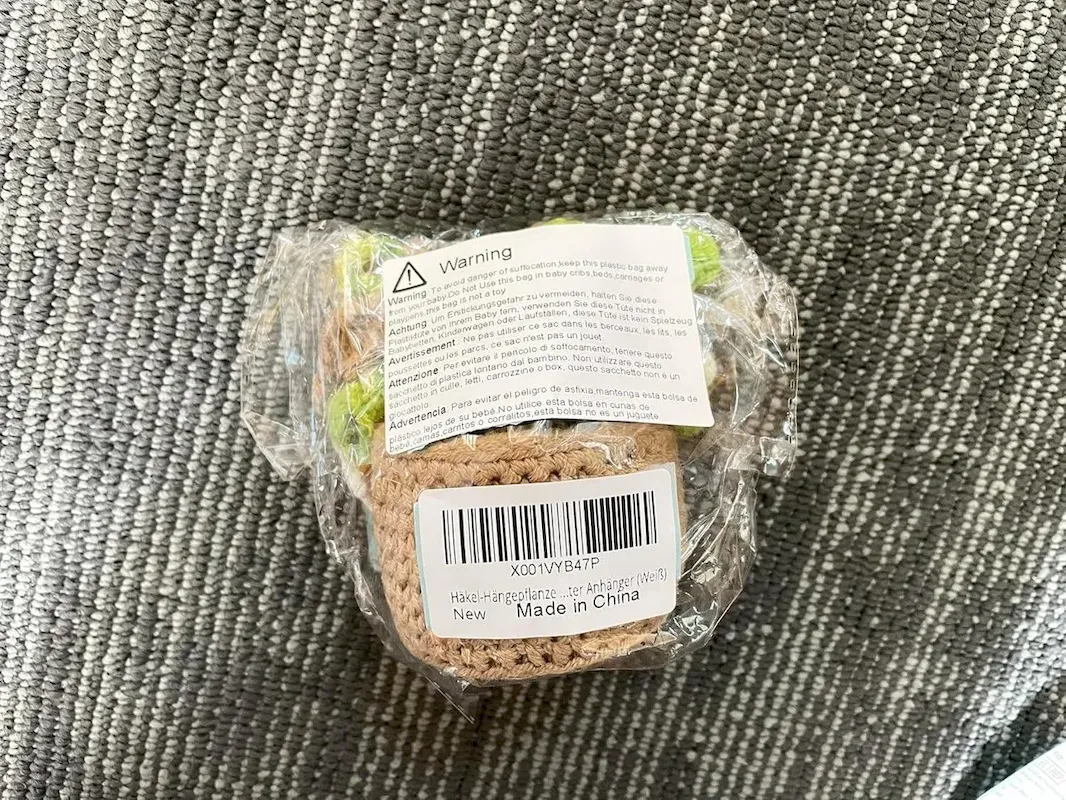 Warning
Warning To avoid danger of suffocation,keep this plastic bag away
from your baby.Do Not Use this bag in baby cribs,beds,carriages or
playpens,this bag is not a toy
Achtung: Um Erstickungsgefahr zu vermeiden, halten Sie diese
Plastiktüte von Ihrem Baby fern, verwenden Sie diese Tüte nicht in
Babybetten, Kinderwagen oder Laufställen, diese Tüte ist kein Spielzeug
Avertissement : Ne pas utiliser ce sac dans les berceaux, les lits, les
poussettes ou les parcs, ce sac n'est pas un jouet.
Attenzione: Per evitare il pericolo di soffocamento, tenere questo
sacchetto di plastica lontano dal bambino. Non utilizzare questo
sacchetto in culle, letti, carrozzine o box, questo sacchetto non è un
giocattolo
Advertencia: Para evitar el peligro de asfixia,mantenga esta bolsa de
plástico lejos de su bebé.No utilice esta bolsa en cunas de
bebé,camas,carritos o corralitos,esta bolsa no es un juguete
X001VYB47P
Häkel-Hängepflanze ...ter Anhänger (Weiß)
New Made in China